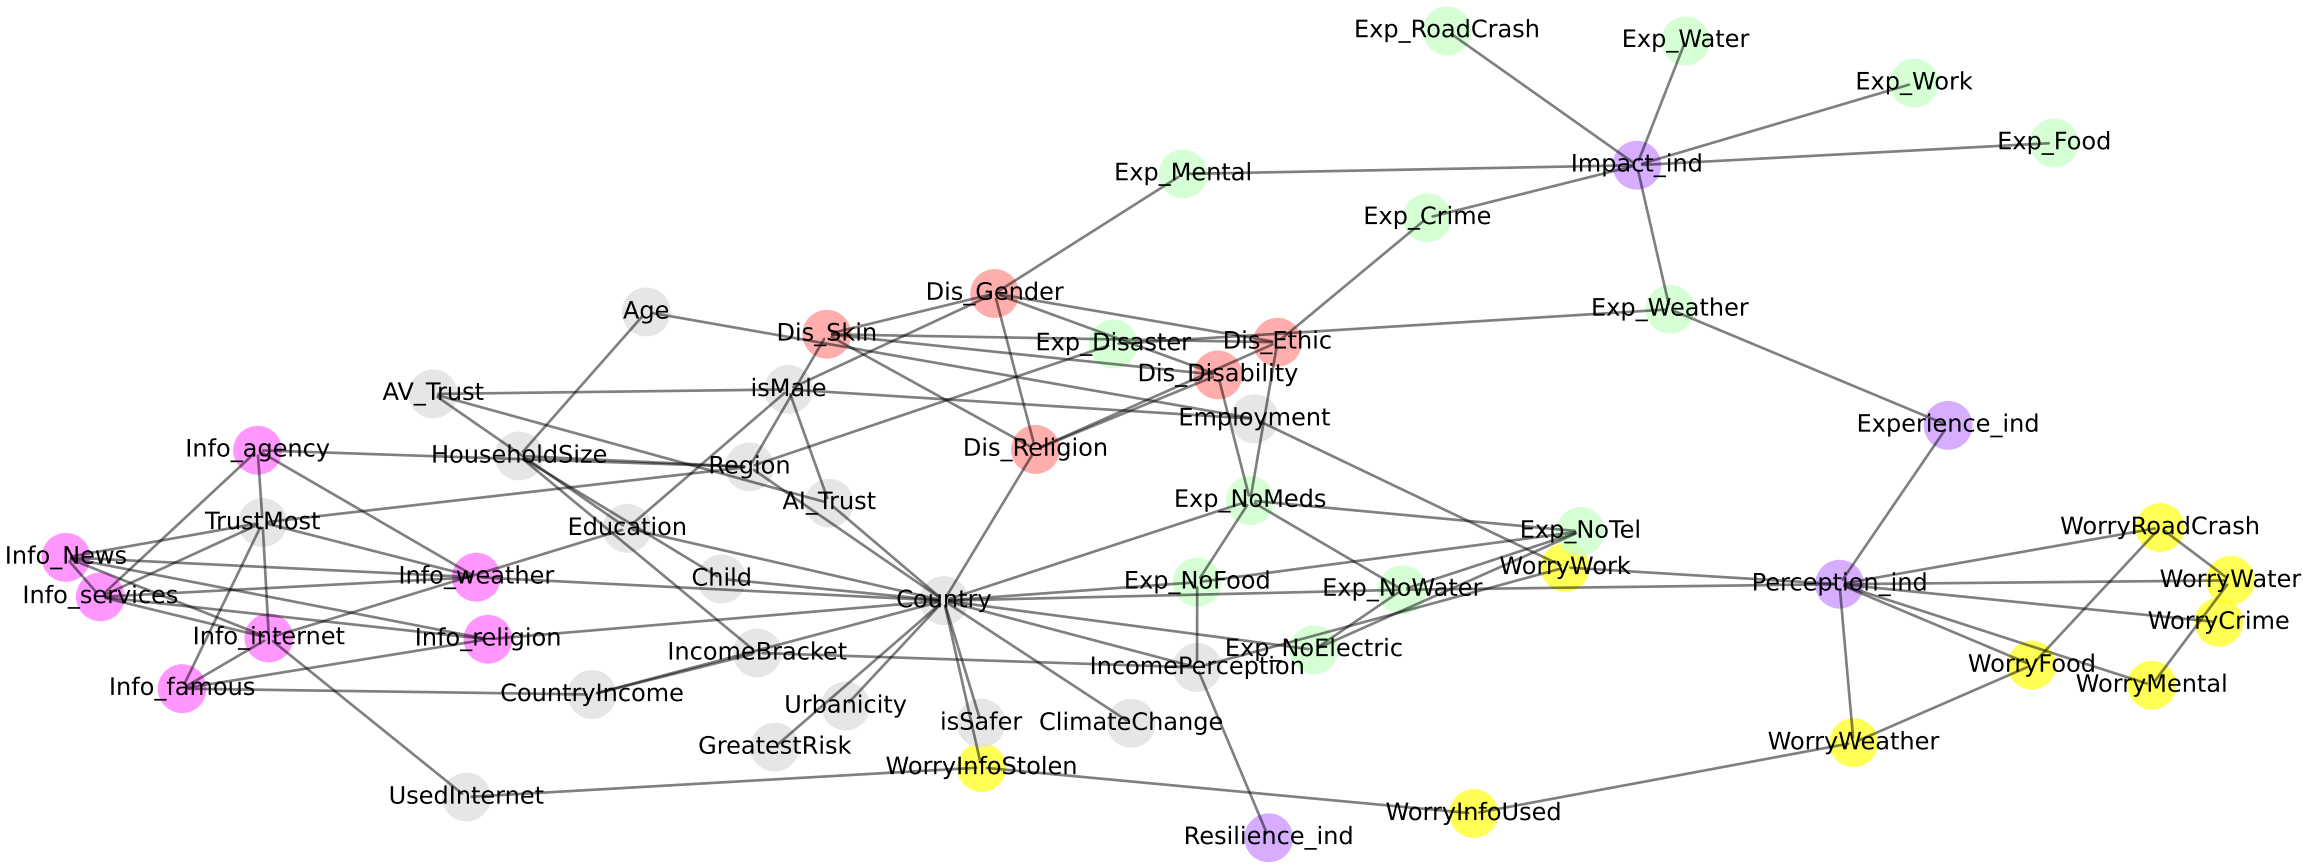 Exp_RoadCrash
Exp_Water
Exp_Work
Exp_Food
Impact_ind
Exp_Mental
Exp_Crime
Dis_Gender
Age
Exp_Weather
Dis_Skin
Exp_Disaster
Dis_Ethic
Dis_Disability
AV_Trust
isMale
Employment
Experience_ind
Info_agency
HouseholdSize
Region
Dis_Religion
AI_Trust
Exp_NoMeds
TrustMost
Education
Exp_NoTel
WorryRoadCrash
Info_News
Info_weather
Child
Exp_NoFood
WorryWork
Exp_NoWater
Perception_ind
WorryWater
Info_services
Country
WorryCrime
Info_internet
Info_religion
IncomeBracket
Exp_NoElectric
IncomePerception
WorryFood
Info_famous
CountryIncome
WorryMental
Urbanicity
isSafer
ClimateChange
GreatestRisk
WorryWeather
WorryInfoStolen
UsedInternet
WorryInfoUsed
Resilience_ind